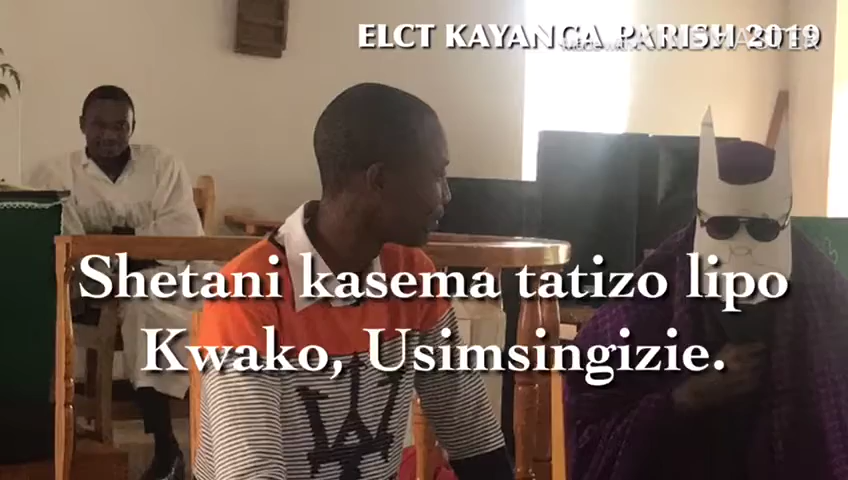 ELCT KAYANGA PARISH 2019
Shetani kasema tatizo lipo
Kwako, Usimsingizie.